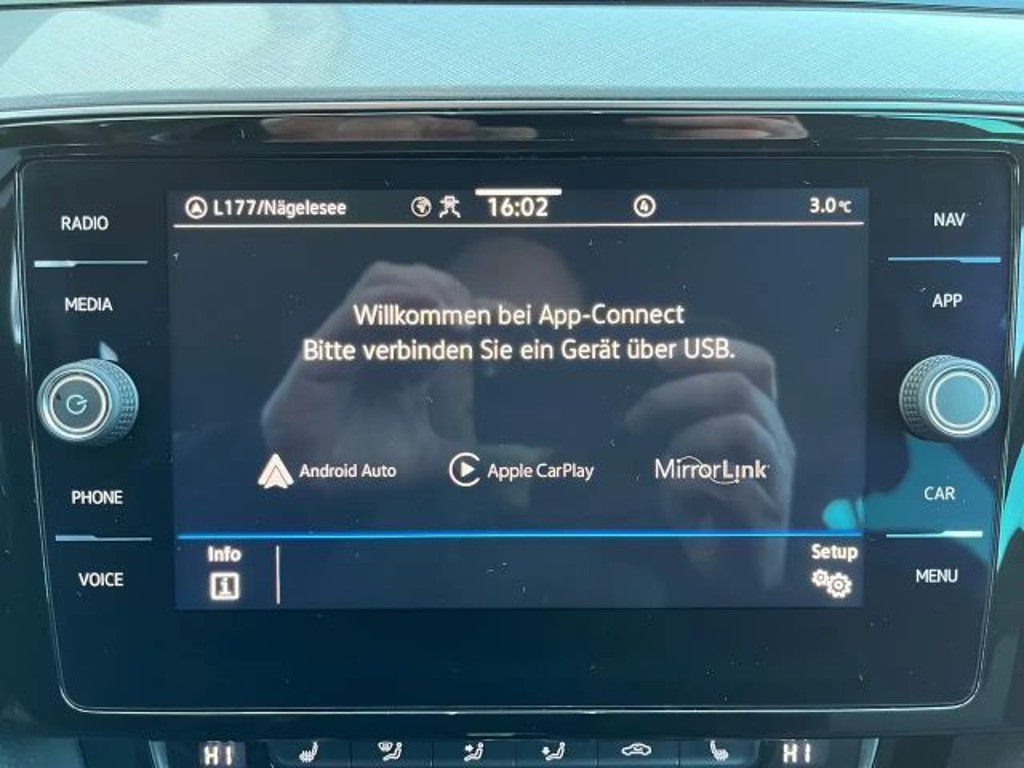 RADIO
MEDIA
PHONE
VOICE
L177/Nägelesee 16:02 4 3.0°C
Willkommen bei App-Connect
Bitte verbinden Sie ein Gerät über USB.
Android Auto Apple CarPlay MirrorLink
Info Setup
NAV
APP
CAR
MENU
HI HI